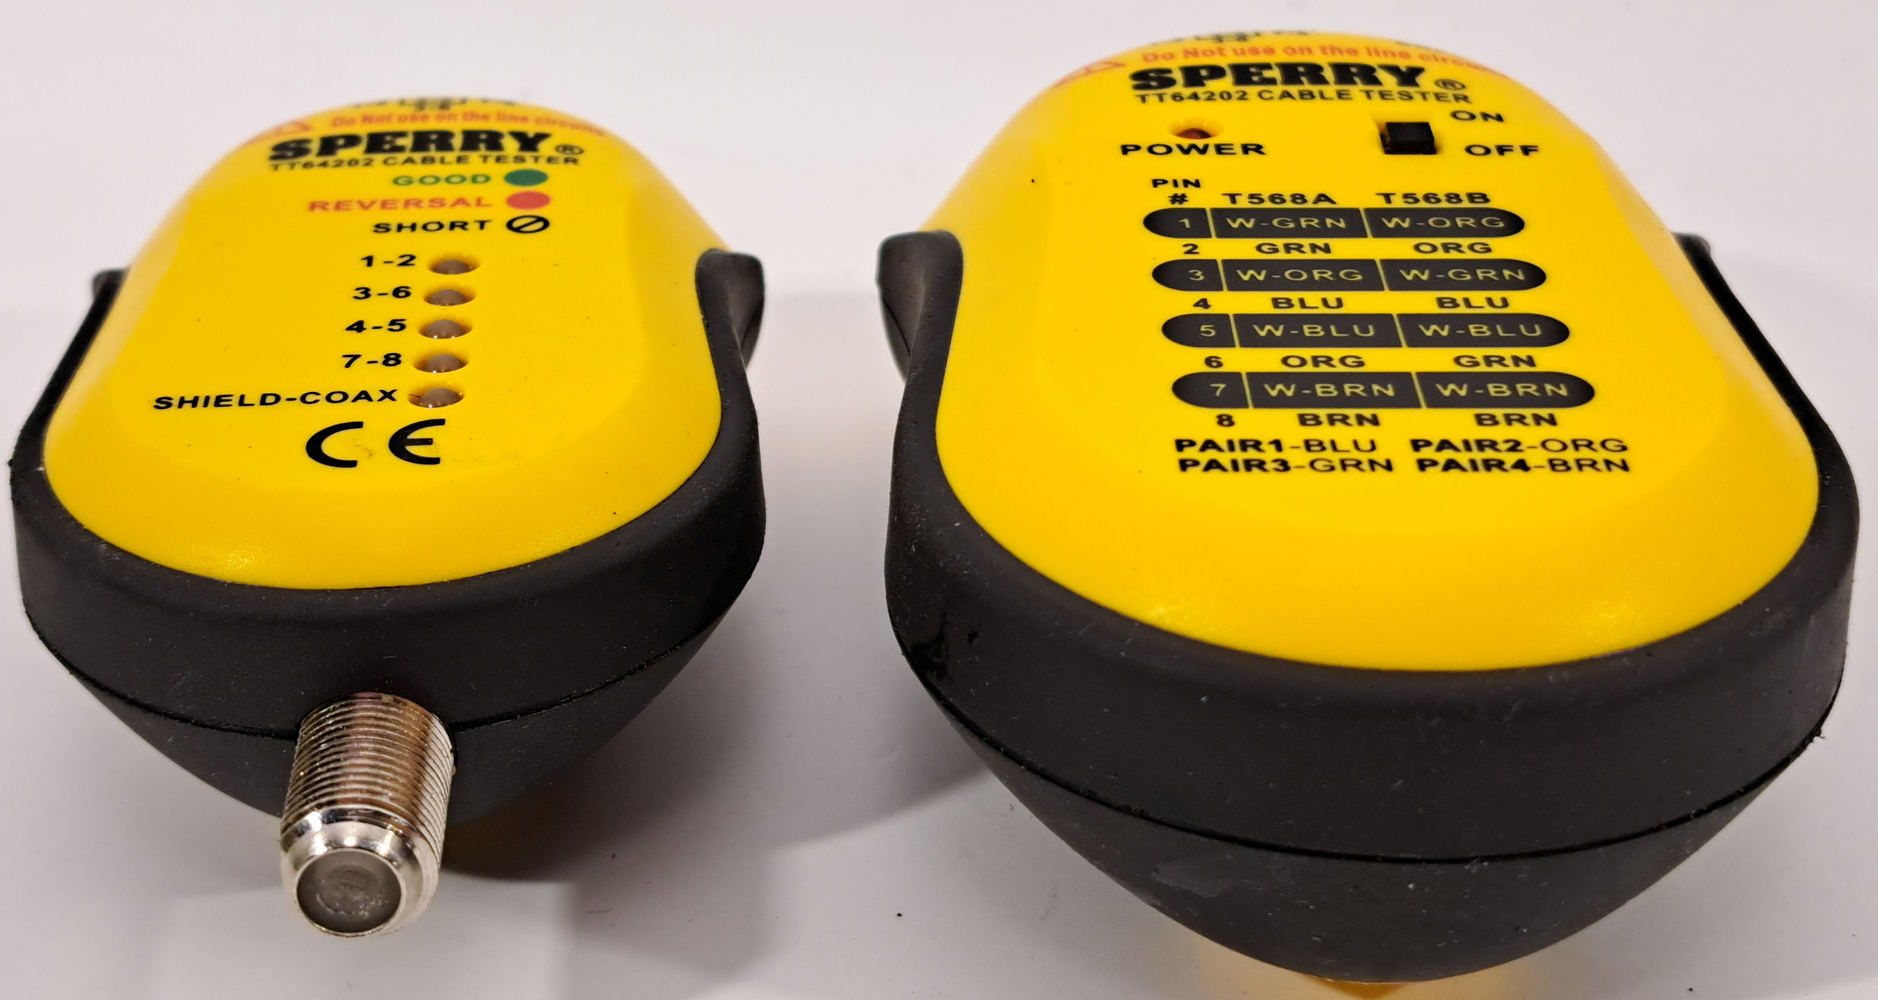 Do Not use on the line circuits
SPERRY®
TT64202 CABLE TESTER
GOOD
REVERSAL
SHORT
1-2
3-6
4-5
7-8
SHIELD-COAX
CE
Do Not use on the line circuits
SPERRY®
TT64202 CABLE TESTER
ON
POWER OFF
PIN
# T568A T568B
1 W-GRN W-ORG
2 GRN ORG
3 W-ORG W-GRN
4 BLU BLU
5 W-BLU W-BLU
6 ORG GRN
7 W-BRN W-BRN
8 BRN BRN
PAIR1-BLU PAIR2-ORG
PAIR3-GRN PAIR4-BRN